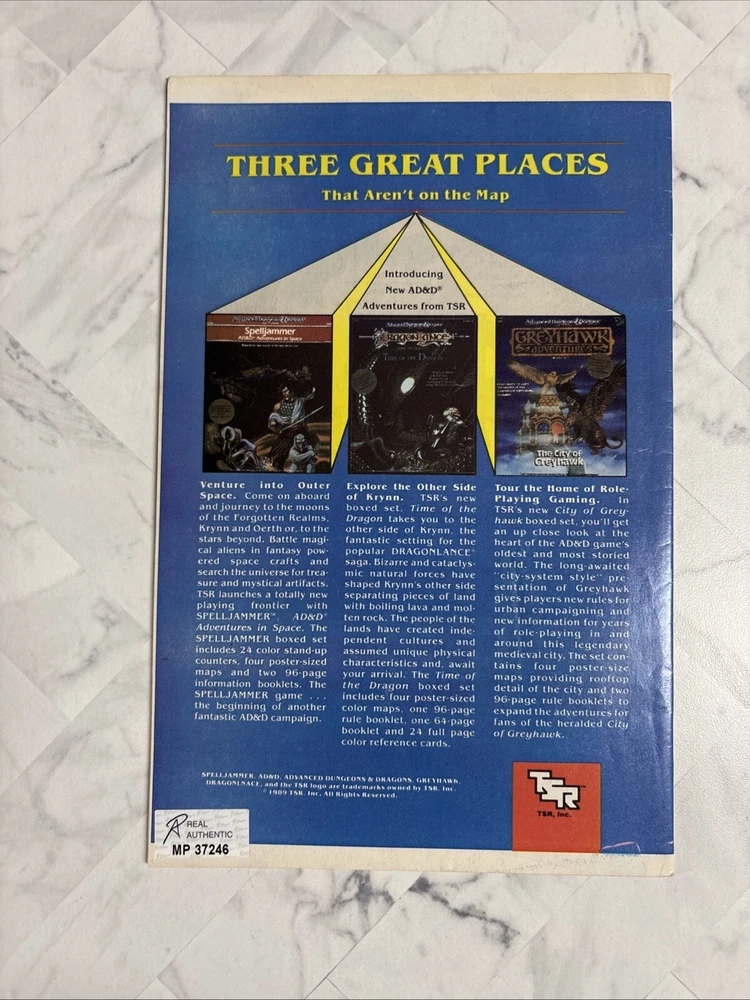 THREE GREAT PLACES
That Aren't on the Map
Introducing
New AD&D®
Adventures from TSR
Advanced Dungeons & Dragons
Spelljammer
AD&D® Adventures in Space
Advanced Dungeons & Dragons
DRAGONLANCE
Time of the Dragon
Advanced Dungeons & Dragons
GREYHAWK
ADVENTURES
The City of
Greyhawk
Venture into Outer
Space. Come on aboard
and journey to the moons
of the Forgotten Realms,
Krynn and Oerth or, to the
stars beyond. Battle magi-
cal aliens in fantasy pow-
ered space crafts and
search the universe for trea-
sure and mystical artifacts.
TSR launches a totally new
playing frontier with
SPELLJAMMER™, AD&D®
Adventures in Space. The
SPELLJAMMER boxed set
includes 24 color stand-up
counters, four poster-sized
maps and two 96-page
information booklets. The
SPELLJAMMER game . . .
the beginning of another
fantastic AD&D campaign.
Explore the Other Side
of Krynn. TSR's new
boxed set, Time of the
Dragon takes you to the
other side of Krynn, the
fantastic setting for the
popular DRAGONLANCE®
saga. Bizarre and cataclys-
mic natural forces have
shaped Krynn's other side
separating pieces of land
with boiling lava and mol-
ten rock. The people of the
lands have created inde-
pendent cultures and
assumed unique physical
characteristics and, await
your arrival. The Time of
the Dragon boxed set
includes four poster-sized
color maps, one 96-page
rule booklet, one 64-page
booklet and 24 full page
color reference cards.
Tour the Home of Role-
Playing Gaming. In
TSR's new City of Grey-
hawk boxed set, you'll get
an up close look at the
heart of the AD&D game's
oldest and most storied
world. The long-awaited
"city-system style" pre-
sentation of Greyhawk
gives players new rules for
urban campaigning and
new information for years
of role-playing in and
around this legendary
medieval city. The set con-
tains four poster-size
maps providing rooftop
detail of the city and two
96-page rule booklets to
expand the adventures for
fans of the heralded City
of Greyhawk.
SPELLJAMMER, AD&D, ADVANCED DUNGEONS & DRAGONS, GREYHAWK,
DRAGONLNACE, and the TSR logo are trademarks owned by TSR, Inc.
©1989 TSR, Inc. All Rights Reserved.
TSR™
TSR, Inc.
REAL
AUTHENTIC
MP 37246